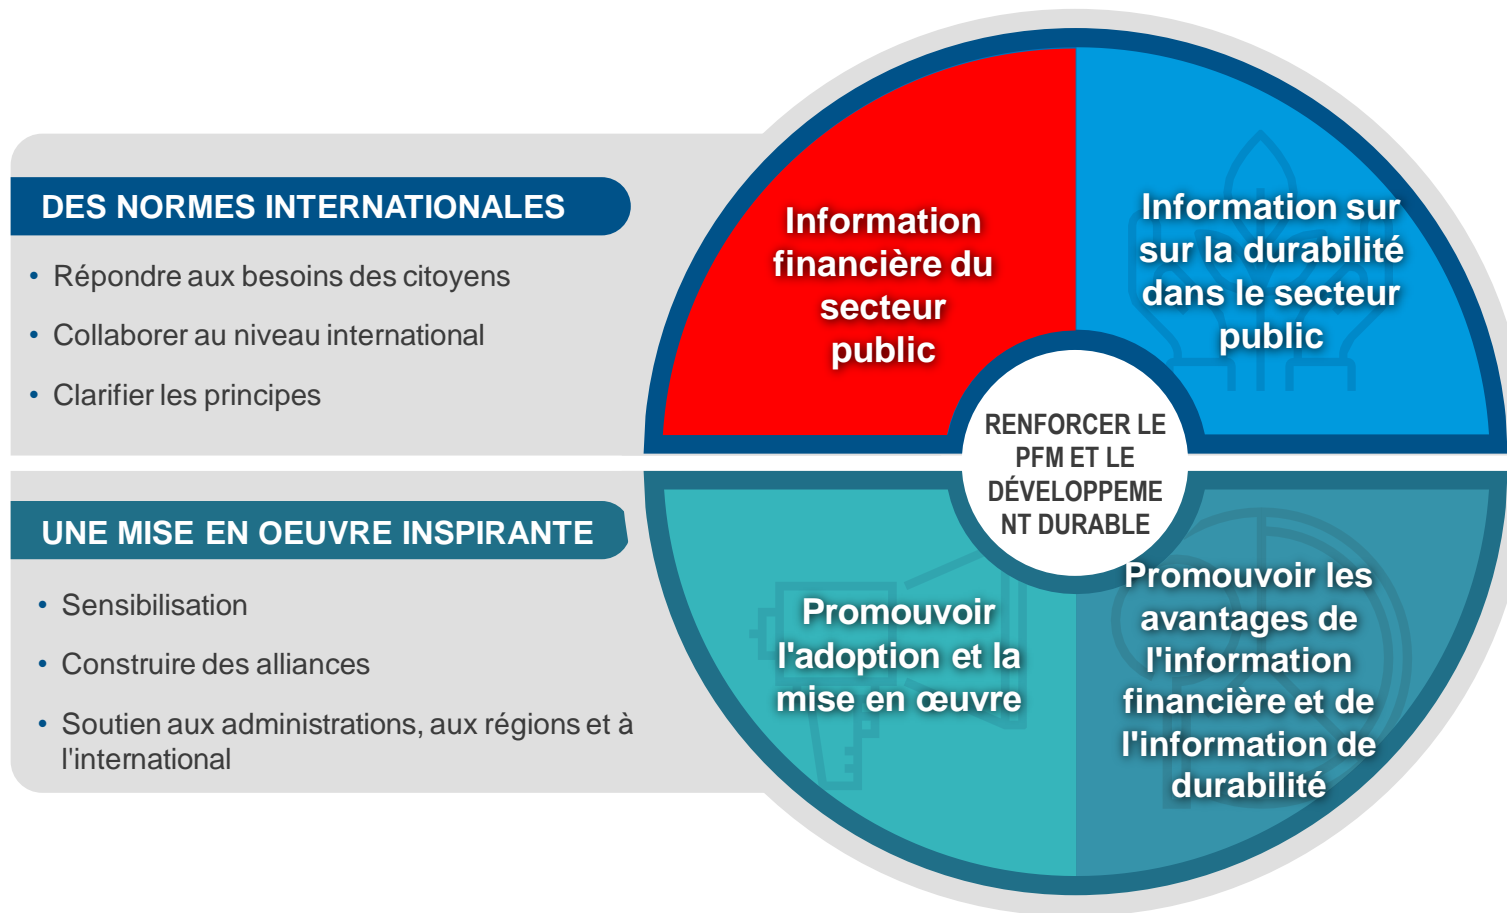 DES NORMES INTERNATIONALES
• Répondre aux besoins des citoyens
• Collaborer au niveau international
• Clarifier les principes
UNE MISE EN OEUVRE INSPIRANTE
• Sensibilisation
• Construire des alliances
• Soutien aux administrations, aux régions et à
l'international
Information
financière du
secteur
public
Information sur
sur la durabilité
dans le secteur
public
RENFORCER LE
PFM ET LE
DÉVELOPPEME
NT DURABLE
Promouvoir
l'adoption et la
mise en œuvre
Promouvoir les
avantages de
l'information
financière et de
l'information de
durabilité